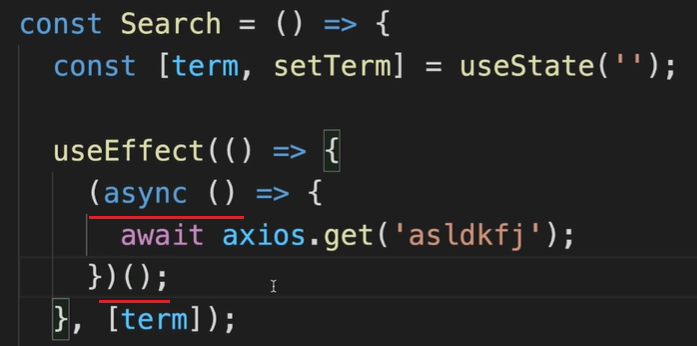 const Search = () => {
const [term, setTerm] = useState('');
useEffect(() => {
(async () => {
await axios.get('asldkfj');
})();
}, [term]);